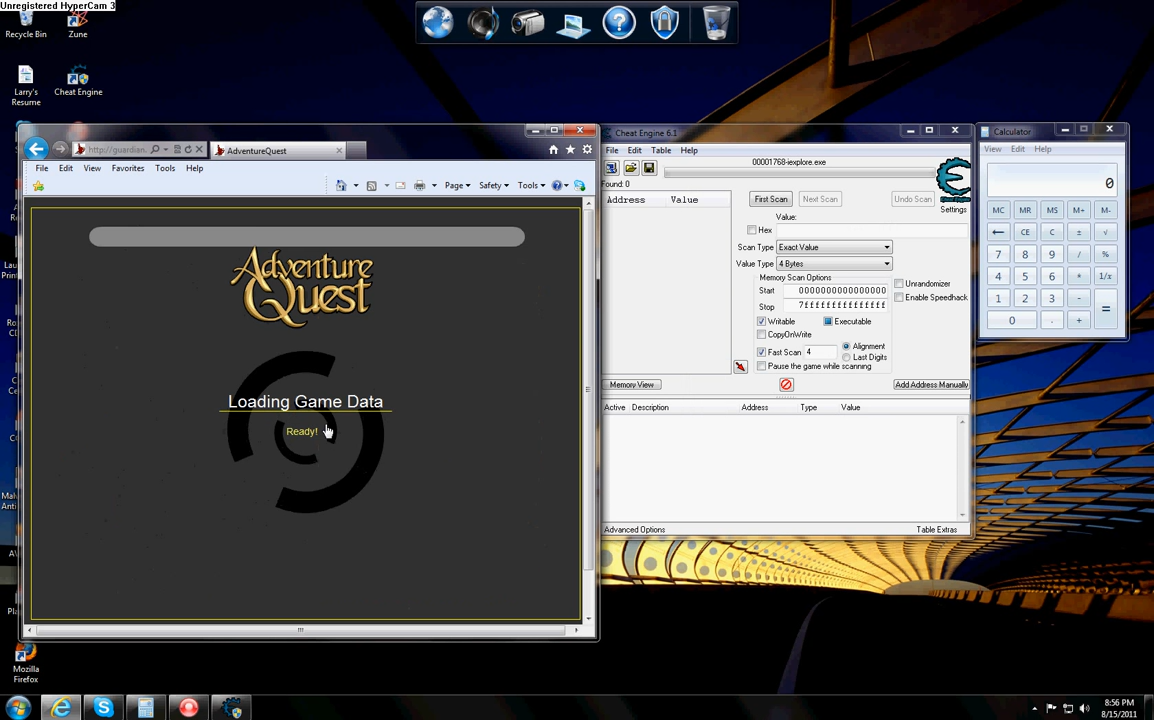 Unregistered HyperCam 3
Recycle Bin
Zune
Larry's Resume
Cheat Engine
http://guardian.
AdventureQuest
File Edit View Favorites Tools Help
Page Safety Tools
Adventure Quest
Loading Game Data
Ready!
Cheat Engine 6.1
File Edit Table Help
00001768-iexplore.exe
Found: 0
Address Value
First Scan Next Scan Undo Scan
Settings
Value:
Hex
Scan Type Exact Value
Value Type 4 Bytes
Memory Scan Options
Start 0000000000000000
Stop 7fffffffffffffff
Unrandomizer
Enable Speedhack
Writable Executable
CopyOnWrite
Fast Scan 4 Alignment
Last Digits
Pause the game while scanning
Memory View Add Address Manually
Active Description Address Type Value
Advanced Options Table Extras
Calculator
View Edit Help
0
MC MR MS M+ M-
← CE C ± √
7 8 9 / %
4 5 6 * 1/x
1 2 3 - =
0 . +
Mozilla Firefox
8:56 PM
8/15/2011